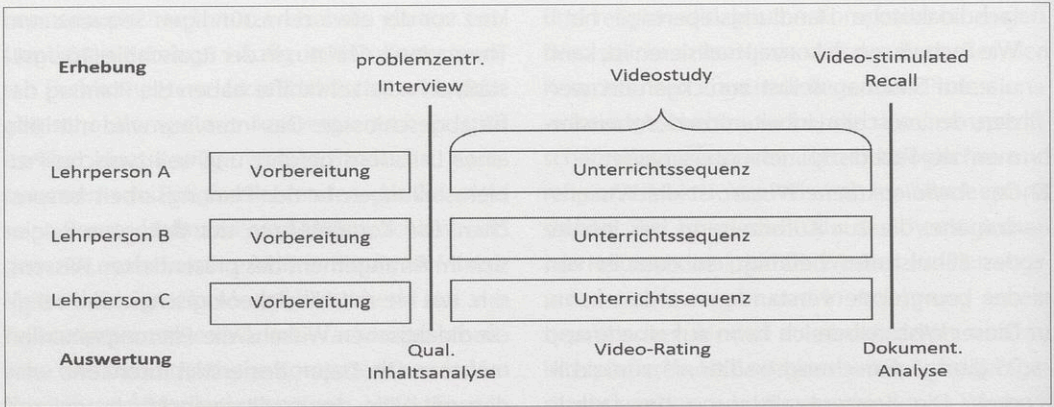 Erhebung
problemzentr.
Interview
Videostudy
Video-stimulated
Recall
Lehrperson A
Vorbereitung
Unterrichtssequenz
Lehrperson B
Vorbereitung
Unterrichtssequenz
Lehrperson C
Vorbereitung
Unterrichtssequenz
Auswertung
Qual.
Inhaltsanalyse
Video-Rating
Dokument.
Analyse